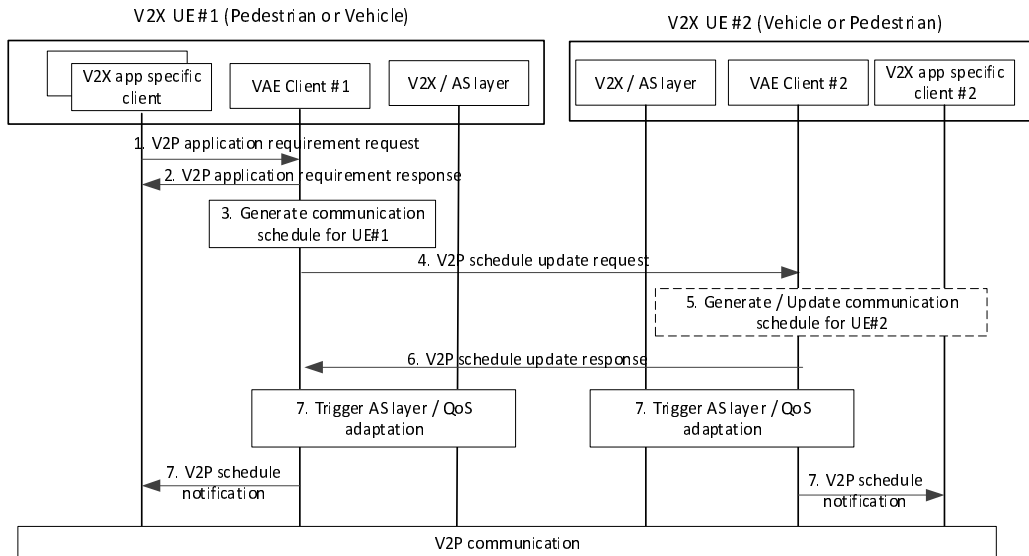 V2X UE#1 (Pedestrian or Vehicle)
V2X UE#2 (Vehicle or Pedestrian)
V2X app specific
client
VAE Client #1
V2X / AS layer
V2X / AS layer
VAE Client #2
V2X app specific
client #2
1. V2P application requirement request
2. V2P application requirement response
3. Generate communication
schedule for UE#1
4. V2P schedule update request
5. Generate / Update communication
schedule for UE#2
6. V2P schedule update response
7. Trigger AS layer / QoS
adaptation
7. Trigger AS layer / QoS
adaptation
7. V2P schedule
notification
7. V2P schedule
notification
V2P communication